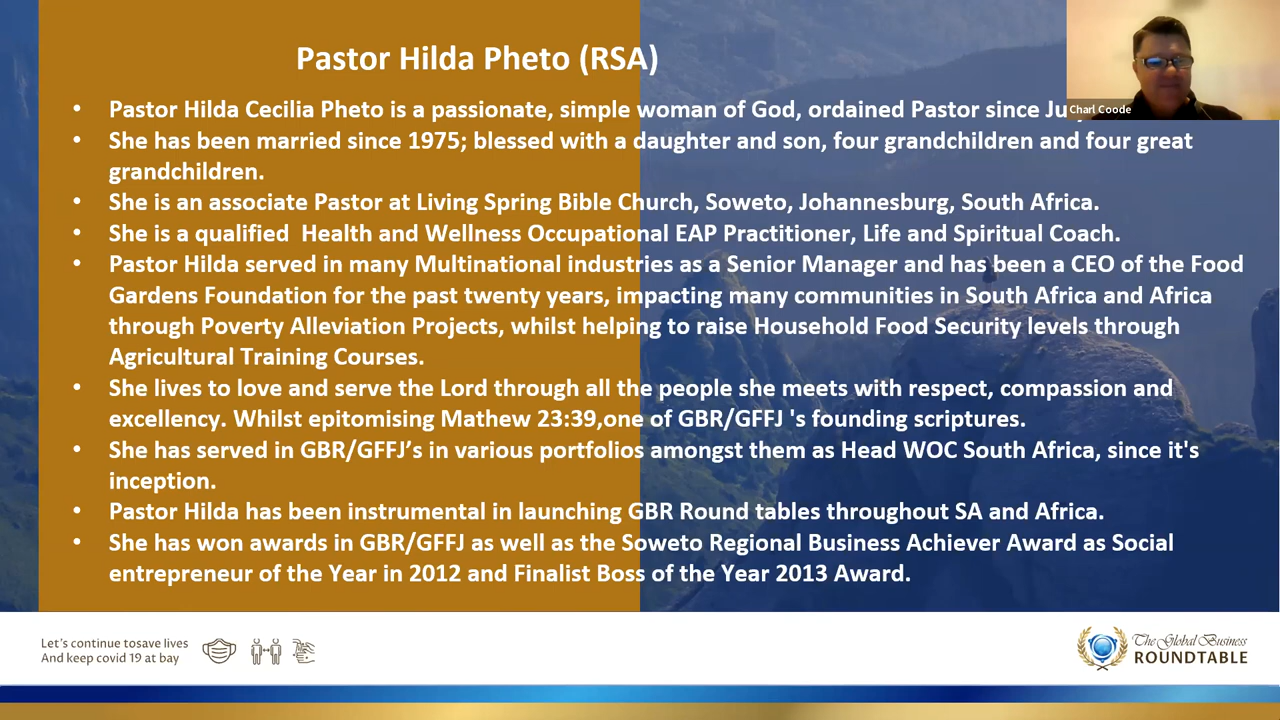 Pastor Hilda Pheto (RSA)
Charl Coode
• Pastor Hilda Cecilia Pheto is a passionate, simple woman of God, ordained Pastor since
• She has been married since 1975; blessed with a daughter and son, four grandchildren and four great
grandchildren.
• She is an associate Pastor at Living Spring Bible Church, Soweto, Johannesburg, South Africa.
• She is a qualified  Health and Wellness Occupational EAP Practitioner, Life and Spiritual Coach.
• Pastor Hilda served in many Multinational industries as a Senior Manager and has been a CEO of the Food
Gardens Foundation for the past twenty years, impacting many communities in South Africa and Africa
through Poverty Alleviation Projects, whilst helping to raise Household Food Security levels through
Agricultural Training Courses.
• She lives to love and serve the Lord through all the people she meets with respect, compassion and
excellency. Whilst epitomising Mathew 23:39,one of GBR/GFFJ 's founding scriptures.
• She has served in GBR/GFFJ’s in various portfolios amongst them as Head WOC South Africa, since it's
inception.
• Pastor Hilda has been instrumental in launching GBR Round tables throughout SA and Africa.
• She has won awards in GBR/GFFJ as well as the Soweto Regional Business Achiever Award as Social
entrepreneur of the Year in 2012 and Finalist Boss of the Year 2013 Award.
Let's continue tosave lives
And keep covid 19 at bay
The Global Business
ROUNDTABLE